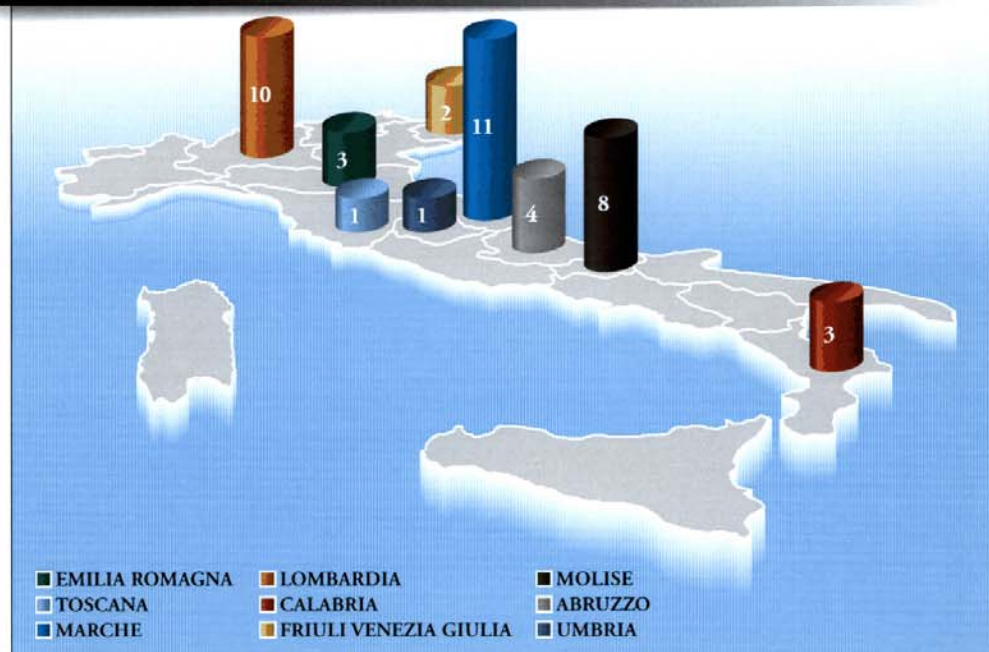 10
2
11
3
8
1
1
4
3
EMILIA ROMAGNA
LOMBARDIA
MOLISE
TOSCANA
CALABRIA
ABRUZZO
MARCHE
FRIULI VENEZIA GIULIA
UMBRIA